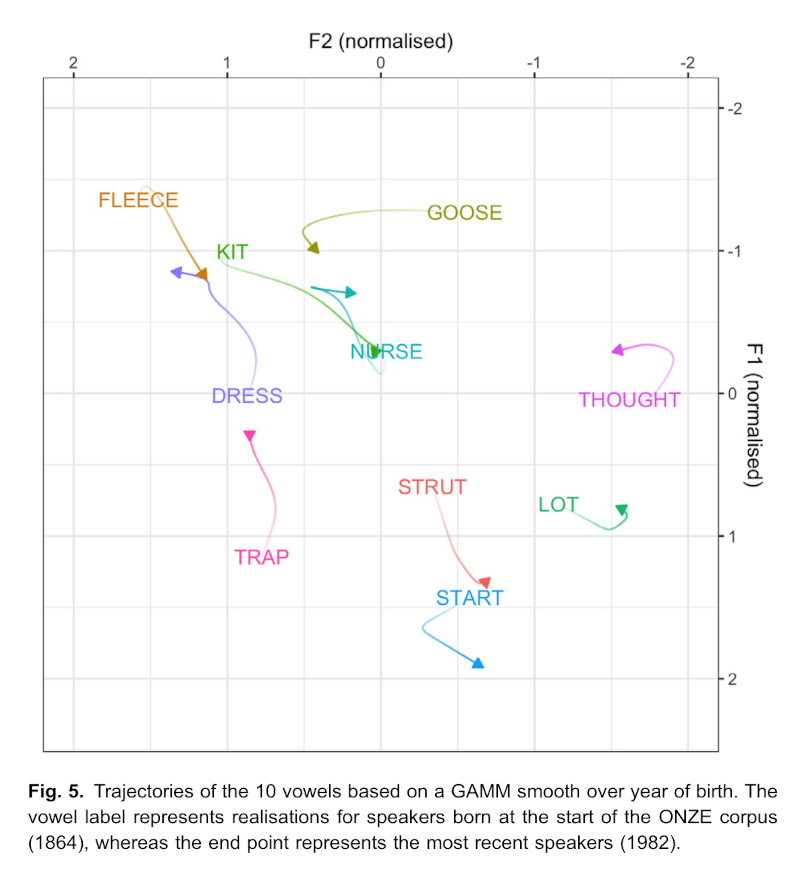 F2 (normalised)
2 1 0 -1 -2
-2
FLEECE
GOOSE
KIT
-1
NURSE
F1 (normalised)
DRESS
THOUGHT
0
STRUT
LOT
TRAP
1
START
2
Fig. 5. Trajectories of the 10 vowels based on a GAMM smooth over year of birth. The
vowel label represents realisations for speakers born at the start of the ONZE corpus
(1864), whereas the end point represents the most recent speakers (1982).